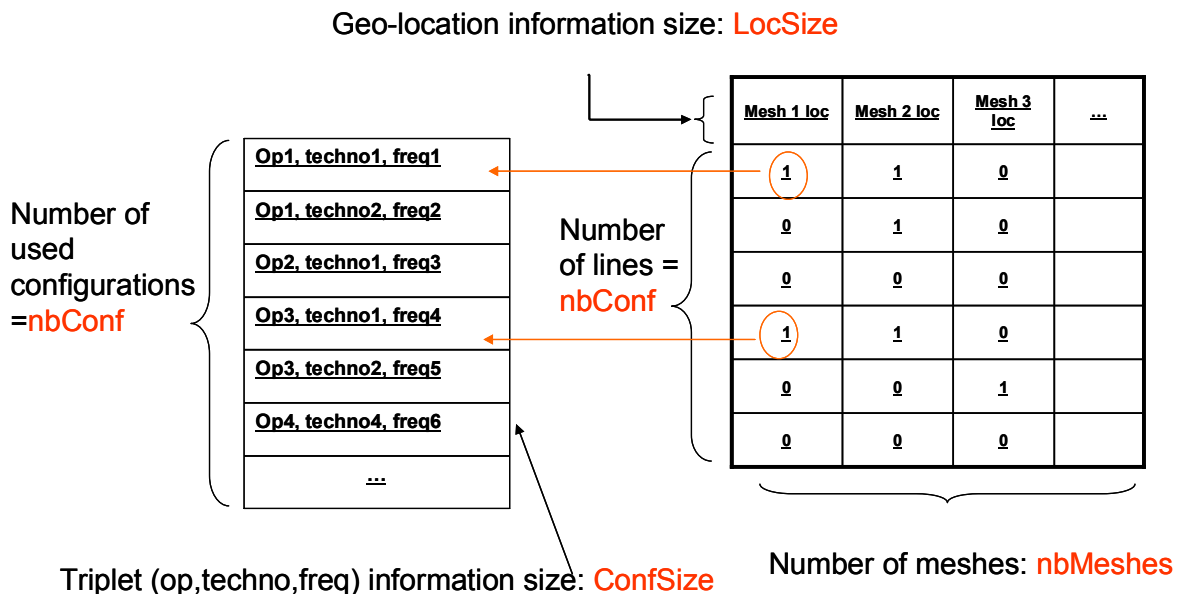 Geo-location information size: LocSize
Mesh 1 loc
Mesh 2 loc
Mesh 3
loc
...
Op1, techno1, freq1
1
1
0
Op1, techno2, freq2
0
1
0
Op2, techno1, freq3
0
0
0
Op3, techno1, freq4
1
1
0
Op3, techno2, freq5
0
0
1
Op4, techno4, freq6
0
0
0
...
Number of
used
configurations
=nbConf
Number
of lines =
nbConf
Triplet (op,techno,freq) information size: ConfSize
Number of meshes: nbMeshes